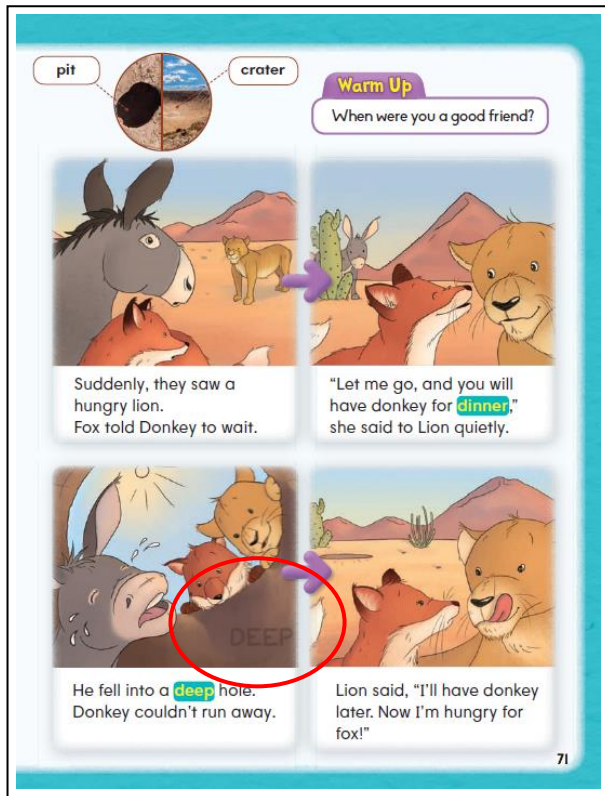 pit
crater
Warm Up
When were you a good friend?
Suddenly, they saw a
hungry lion.
Fox told Donkey to wait.
“Let me go, and you will
have donkey for dinner,”
she said to Lion quietly.
DEEP
He fell into a deep hole.
Donkey couldn’t run away.
Lion said, “I’ll have donkey
later. Now I’m hungry for
fox!”
71